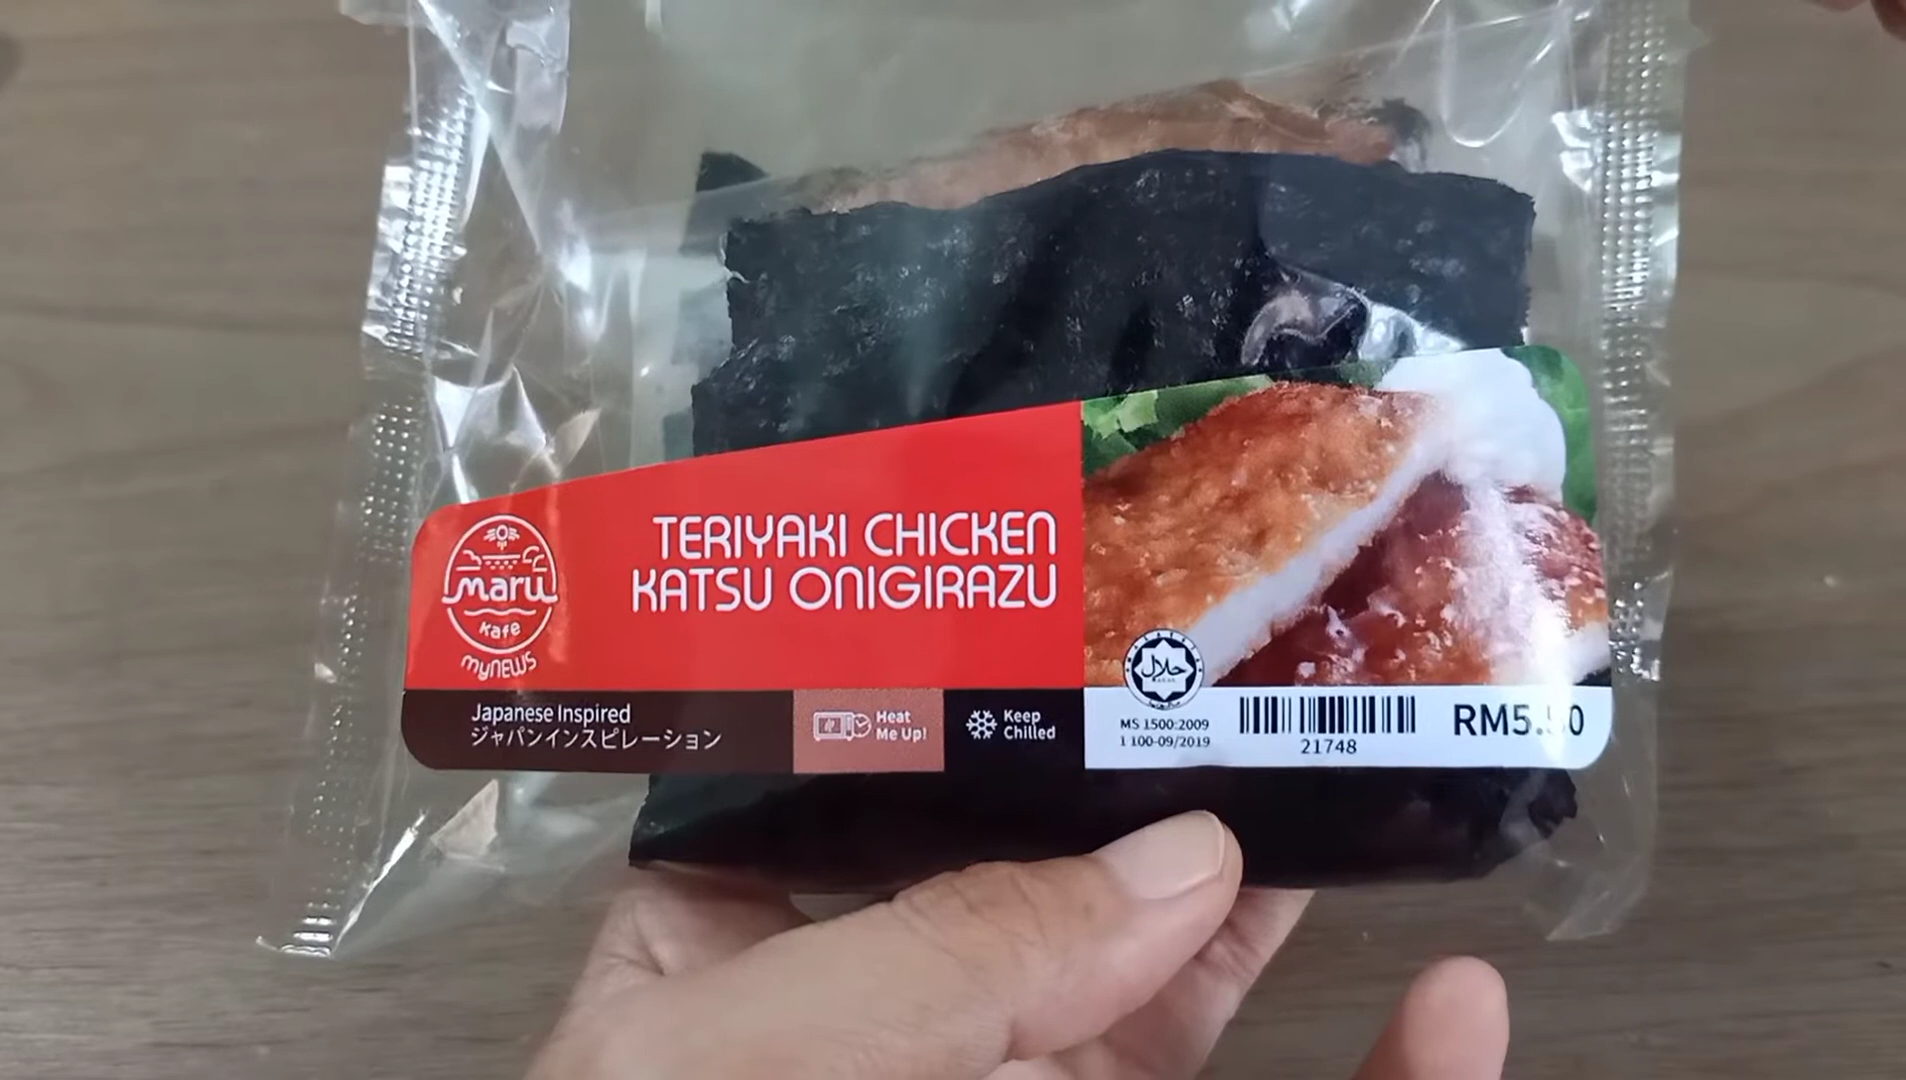 TERIYAKI CHICKEN
KATSU ONIGIRAZU
maru
kafe
myNEWS
Japanese Inspired
ジャパンインスピレーション
Heat
Me Up!
Keep
Chilled
حلال
MS 1500:2009
1 100-09/2019
21748